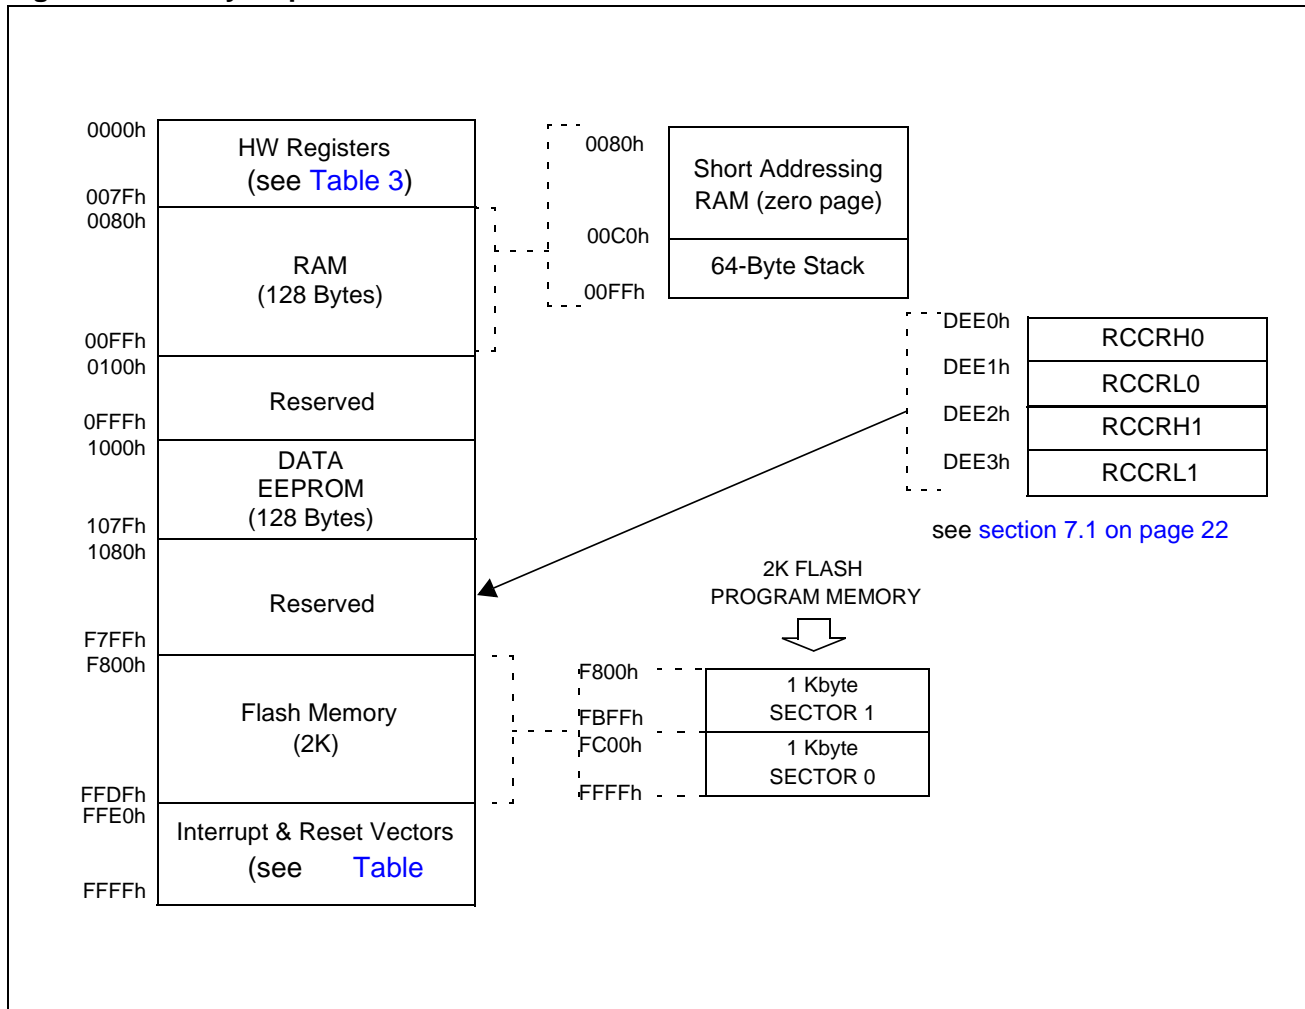 0000h
HW Registers
(see Table 3)
007Fh
0080h
RAM
(128 Bytes)
00FFh
0100h
Reserved
0FFFh
1000h
DATA
EEPROM
(128 Bytes)
107Fh
1080h
Reserved
F7FFh
F800h
Flash Memory
(2K)
FFDFh
FFE0h
Interrupt & Reset Vectors
(see Table
FFFFh
0080h
Short Addressing
RAM (zero page)
00C0h
64-Byte Stack
00FFh
DEE0h
RCCRH0
DEE1h
RCCRL0
DEE2h
RCCRH1
DEE3h
RCCRL1
see section 7.1 on page 22
2K FLASH
PROGRAM MEMORY
F800h
1 Kbyte
SECTOR 1
FBFFh
FC00h
1 Kbyte
SECTOR 0
FFFFh